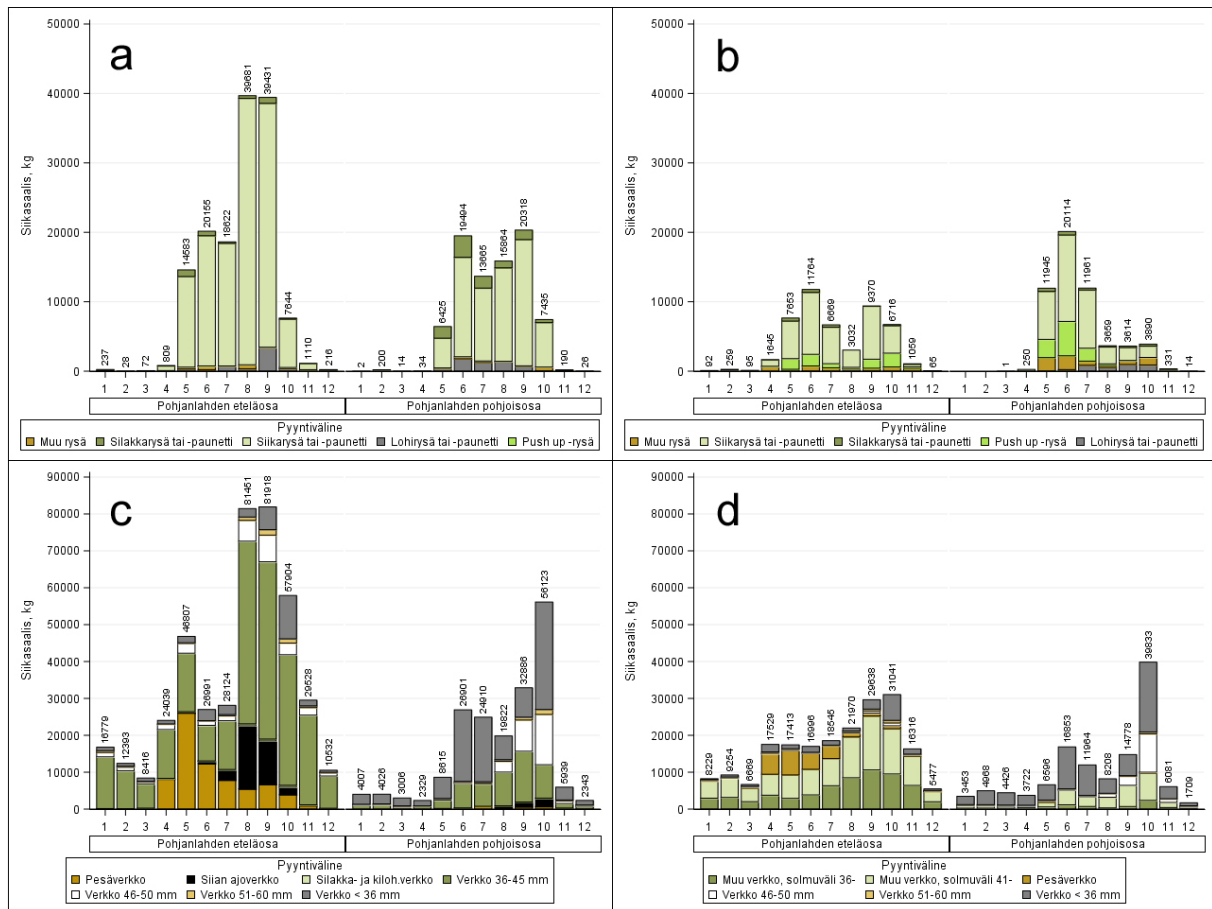 a
50000
40000
30000
20000
10000
0
Siikasaalis, kg
237 28 72 809 14583 20155 18622 39681 39431 7644 1110 216 2 200 14 34 6425 19494 13665 15864 20318 7435 190 26
1 2 3 4 5 6 7 8 9 10 11 12 1 2 3 4 5 6 7 8 9 10 11 12
Pohjanlahden eteläosa Pohjanlahden pohjoisosa
Pyyntiväline
Muu rysä Silakkarysä tai -paunetti Siikarysä tai -paunetti Lohirysä tai -paunetti Push up -rysä
b
50000
40000
30000
20000
10000
0
Siikasaalis, kg
92 259 95 1645 7653 11764 6669 3032 9370 6716 1059 65 1 250 11945 20114 11961 3659 3614 3890 331 14
1 2 3 4 5 6 7 8 9 10 11 12 1 2 3 4 5 6 7 8 9 10 11 12
Pohjanlahden eteläosa Pohjanlahden pohjoisosa
Pyyntiväline
Muu rysä Siikarysä tai -paunetti Silakkarysä tai -paunetti Push up -rysä Lohirysä tai -paunetti
c
90000
80000
70000
60000
50000
40000
30000
20000
10000
0
Siikasaalis, kg
16779 12393 8416 24039 46807 26991 28124 81451 81918 57904 29528 10532 4007 4026 3006 2329 8615 26901 24910 19822 32886 56123 5939 2343
1 2 3 4 5 6 7 8 9 10 11 12 1 2 3 4 5 6 7 8 9 10 11 12
Pohjanlahden eteläosa Pohjanlahden pohjoisosa
Pyyntiväline
Pesäverkko Siian ajoverkko Silakka- ja kiloh.verkko Verkko 36-45 mm
Verkko 46-50 mm Verkko 51-60 mm Verkko < 36 mm
d
90000
80000
70000
60000
50000
40000
30000
20000
10000
0
Siikasaalis, kg
8229 9254 6669 17529 17413 16996 18545 21970 29638 31041 16316 5477 3453 4968 4426 3722 6596 16853 11964 8208 14778 39833 6081 1709
1 2 3 4 5 6 7 8 9 10 11 12 1 2 3 4 5 6 7 8 9 10 11 12
Pohjanlahden eteläosa Pohjanlahden pohjoisosa
Pyyntiväline
Muu verkko, solmuväli 36- Muu verkko, solmuväli 41- Pesäverkko
Verkko 46-50 mm Verkko 51-60 mm Verkko < 36 mm